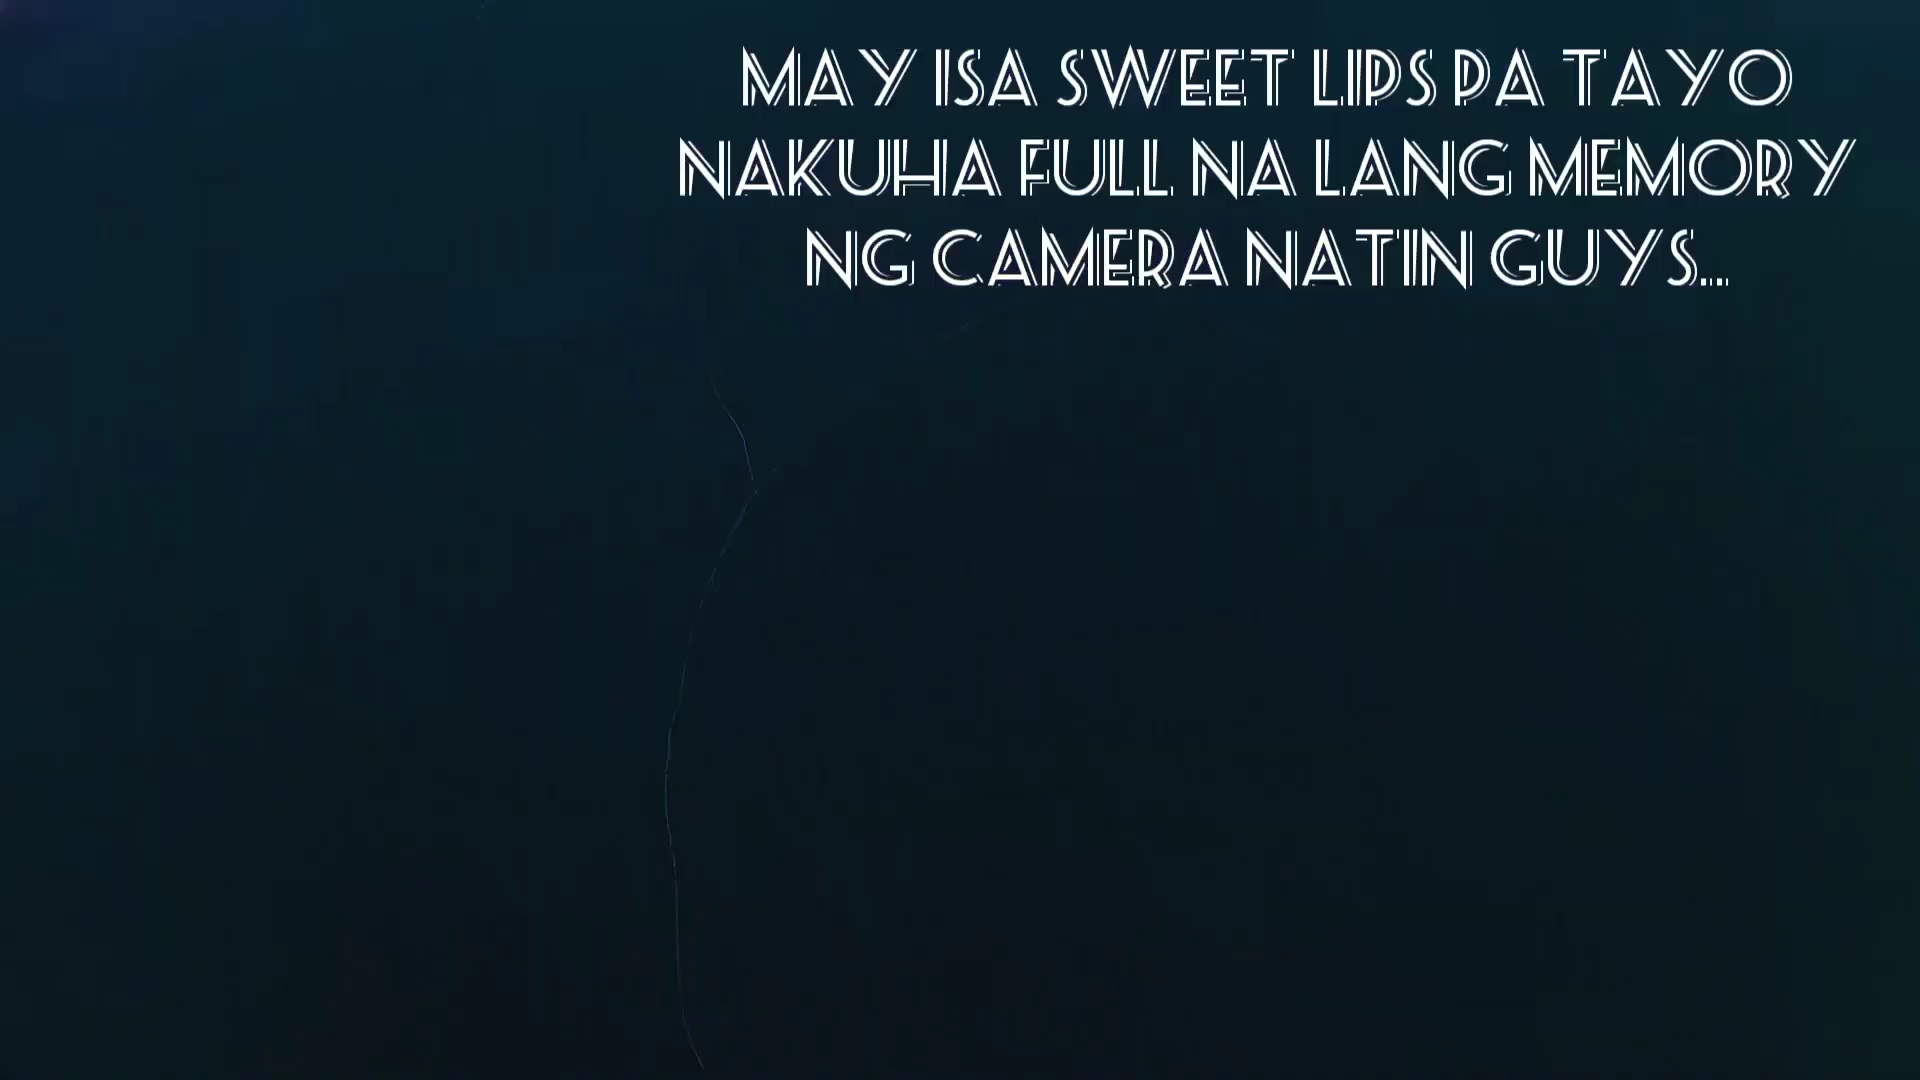 MAY ISA SWEET LIPS PA TAYO
NAKUHA FULL NA LANG MEMORY
NG CAMERA NATIN GUYS...